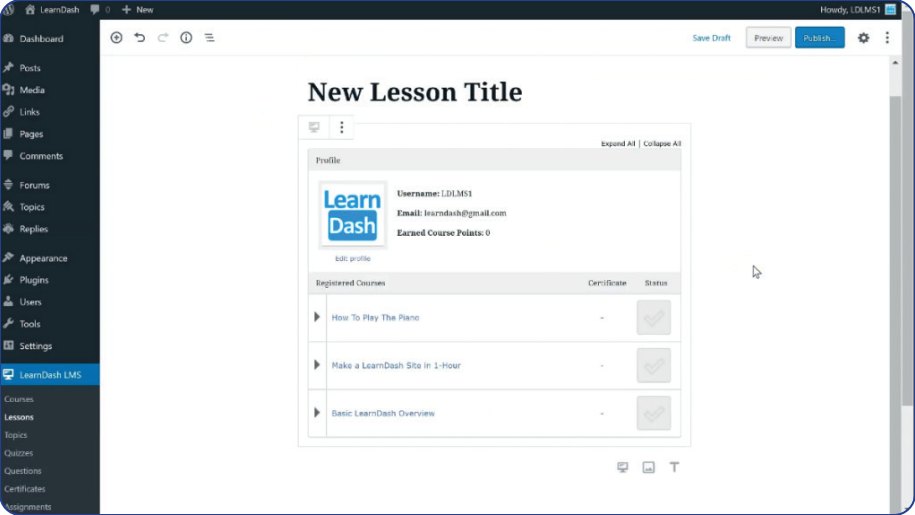 LearnDash 0 + New Howdy, LDLMS1
Dashboard
Save Draft Preview Publish...
Posts
Media
Links
Pages
Comments
Forums
Topics
Replies
Appearance
Plugins
Users
Tools
Settings
LearnDash LMS
Courses
Lessons
Topics
Quizzes
Questions
Certificates
Assignments
New Lesson Title
Expand All | Collapse All
Profile
Learn
Dash
Username: LDLMS1
Email: learndash@gmail.com
Earned Course Points: 0
Edit profile
Registered Courses Certificate Status
How To Play The Piano -
Make a LearnDash Site in 1-Hour -
Basic LearnDash Overview -